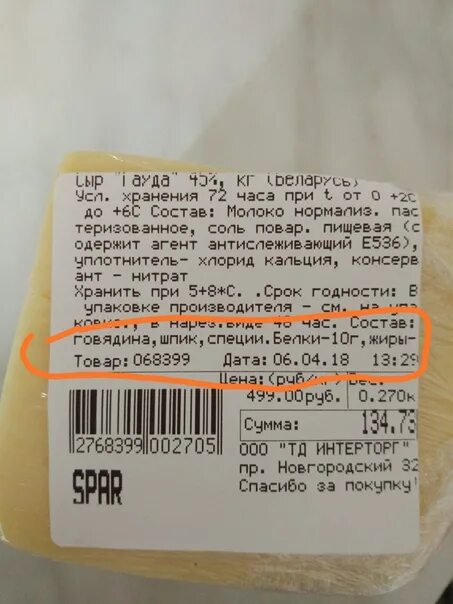 Сыр "Гауда" 45%, кг (Беларусь)
Усл. хранения 72 часа при t от 0 +2С
до +6С Состав: Молоко нормализ. пас
теризованное, соль повар. пищевая (с
одержит агент антислеживающий Е536),
уплотнитель- хлорид кальция, консерв
ант - нитрат
Хранить при 5+8*С. .Срок годности: В
упаковке производителя - см. на упа
ковке., в нарез.виде 48 час. Состав:
говядина,шпик,специи.Белки-10г,жиры-
Товар:068399 Дата:06.04.18 13:29
Цена:(руб/кг) Вес:
499.00руб. 0.270к
Сумма: 134.73
2768399 002705
ООО "ТД ИНТЕРТОРГ"
пр. Новгородский 32
Спасибо за покупку!
SPAR